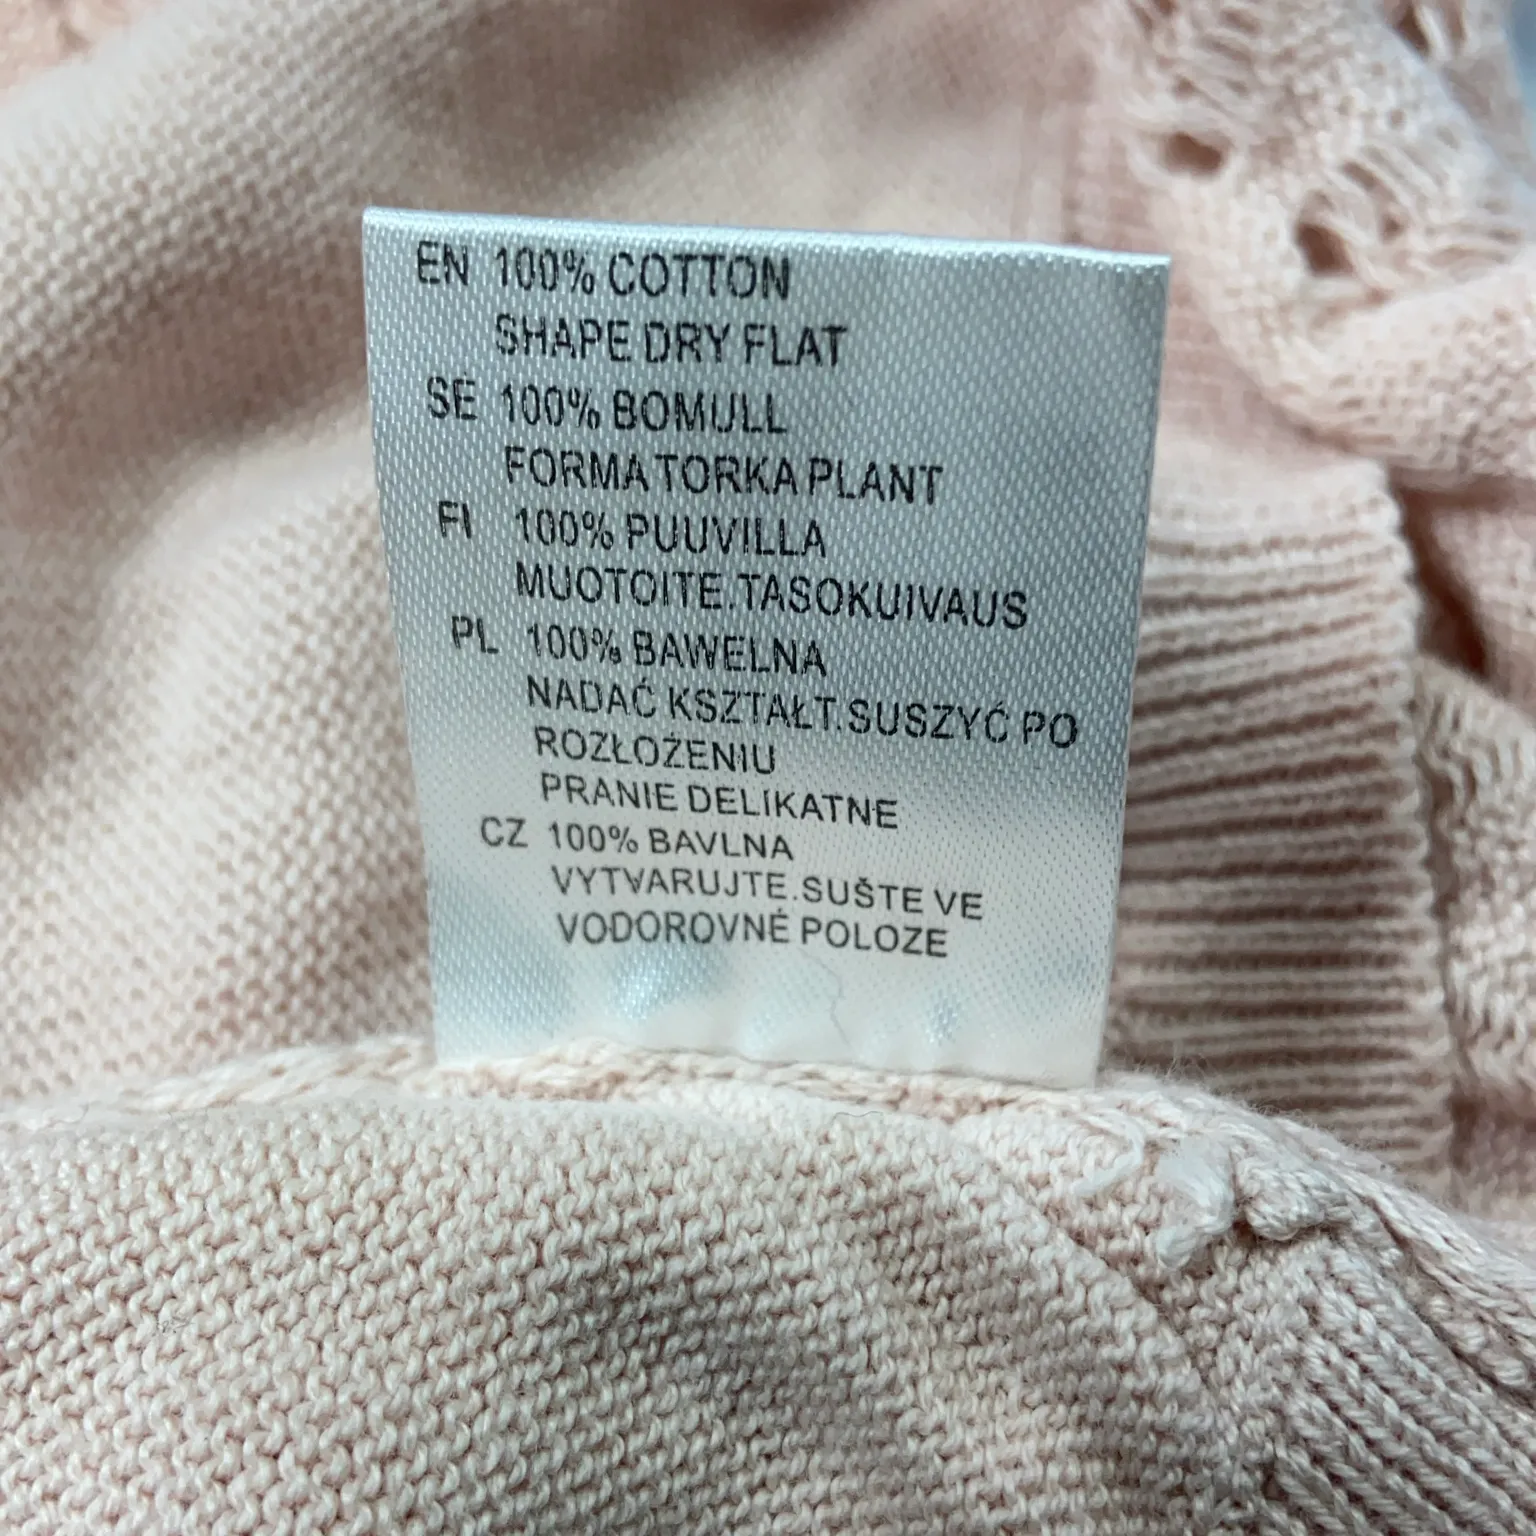 EN 100% COTTON
SHAPE DRY FLAT
SE 100% BOMULL
FORMA TORKA PLANT
FI 100% PUUVILLA
MUOTOITE.TASOKUIVAUS
PL 100% BAWEŁNA
NADAĆ KSZTAŁT.SUSZYĆ PO
ROZŁOŻENIU
PRANIE DELIKATNE
CZ 100% BAVLNA
VYTVARUJTE.SUŠTE VE
VODOROVNÉ POLOZE